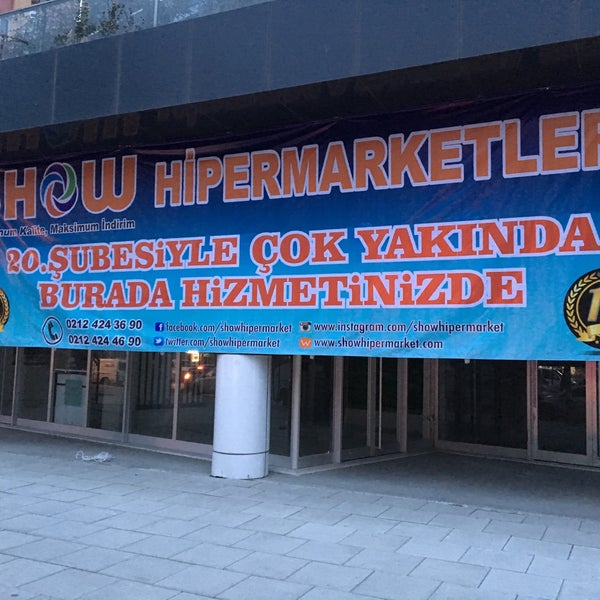 SHOW HİPERMARKETLER
mum Kalite, Maksimum İndirim
20.ŞUBESİYLE ÇOK YAKINDA
BURADA HİZMETİNİZDE
0212 424 36 90
0212 424 46 90
facebook.com/showhipermarket
www.instagram.com/showhipermarket
twitter.com/showhipermarket
www.showhipermarket.com